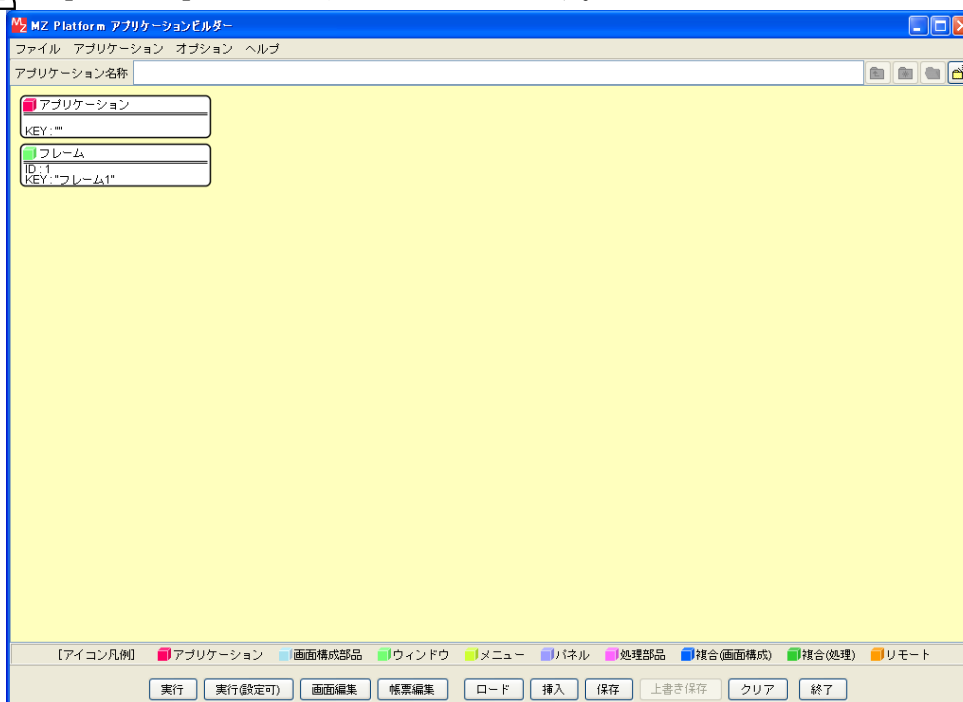 MZ Platform アプリケーションビルダー
ファイル アプリケーション オプション ヘルプ
アプリケーション名称
アプリケーション
KEY:""
フレーム
ID:1
KEY:"フレーム1"
[アイコン凡例] アプリケーション 画面構成部品 ウィンドウ メニュー パネル 処理部品 複合(画面構成) 複合(処理) リモート
実行 実行(設定可) 画面編集 帳票編集 ロード 挿入 保存 上書き保存 クリア 終了